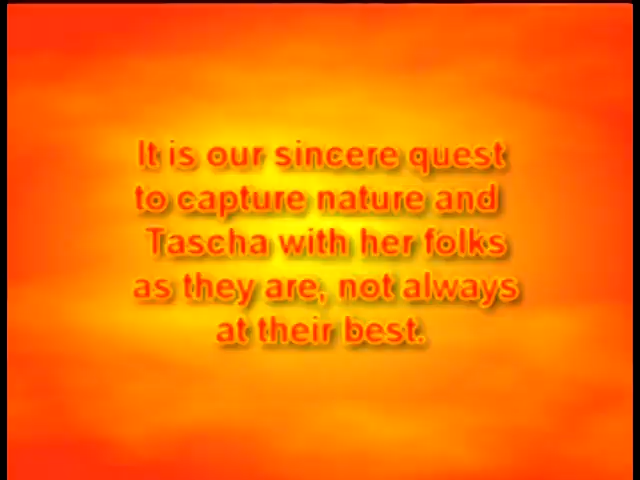 It is our sincere quest
to capture nature and
Tascha with her folks
as they are, not always
at their best.